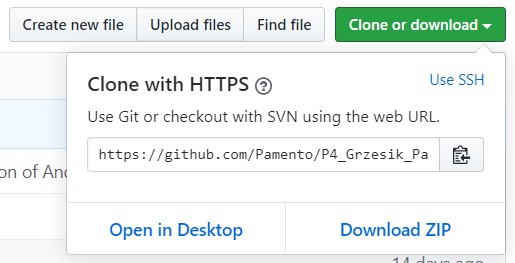 Create new file Upload files Find file Clone or download
Clone with HTTPS Use SSH
Use Git or checkout with SVN using the web URL.
https://github.com/Pamento/P4_Grzesik_Pa
on of And
Open in Desktop Download ZIP
14 days ago